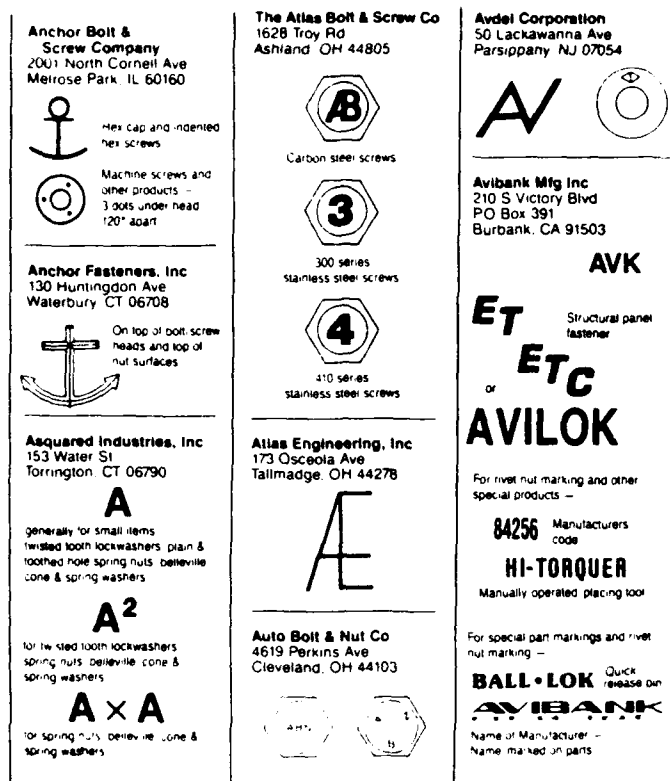 Anchor Bolt &
Screw Company
2001 North Cornell Ave
Melrose Park, IL 60160
Hex cap and indented
hex screws
Machine screws and
other products –
3 dots under head
120° apart
Anchor Fasteners, Inc
130 Huntingdon Ave
Waterbury CT 06708
On top of bolt, screw
heads and top of
nut surfaces
Asquared Industries, Inc
153 Water St
Torrington, CT 06790
A
generally for small items
twisted tooth lockwashers plain &
toothed hole spring nuts, belleville
cone & spring washers
A²
for twisted tooth lockwashers
spring nuts, belleville, cone &
spring washers
A × A
for spring nuts, belleville, cone &
spring washers
The Atlas Bolt & Screw Co
1628 Troy Rd
Ashland OH 44805
AB
Carbon steel screws
3
300 series
stainless steel screws
4
410 series
stainless steel screws
Atlas Engineering, Inc
173 Osceola Ave
Tallmadge, OH 44278
Æ
Auto Bolt & Nut Co
4619 Perkins Ave
Cleveland, OH 44103
A
B
Avdel Corporation
50 Lackawanna Ave
Parsippany NJ 07054
AV
Avibank Mfg Inc
210 S Victory Blvd
PO Box 391
Burbank, CA 91503
AVK
ET
Structural panel
fastener
ETC
or
AVILOK
For rivet nut marking and other
special products –
84256 Manufacturers
code
HI-TORQUER
Manually operated placing tool
For special part markings and rivet
nut marking –
BALL•LOK Quick
release pin
AVIBANK
Name of Manufacturer –
Name marked on parts